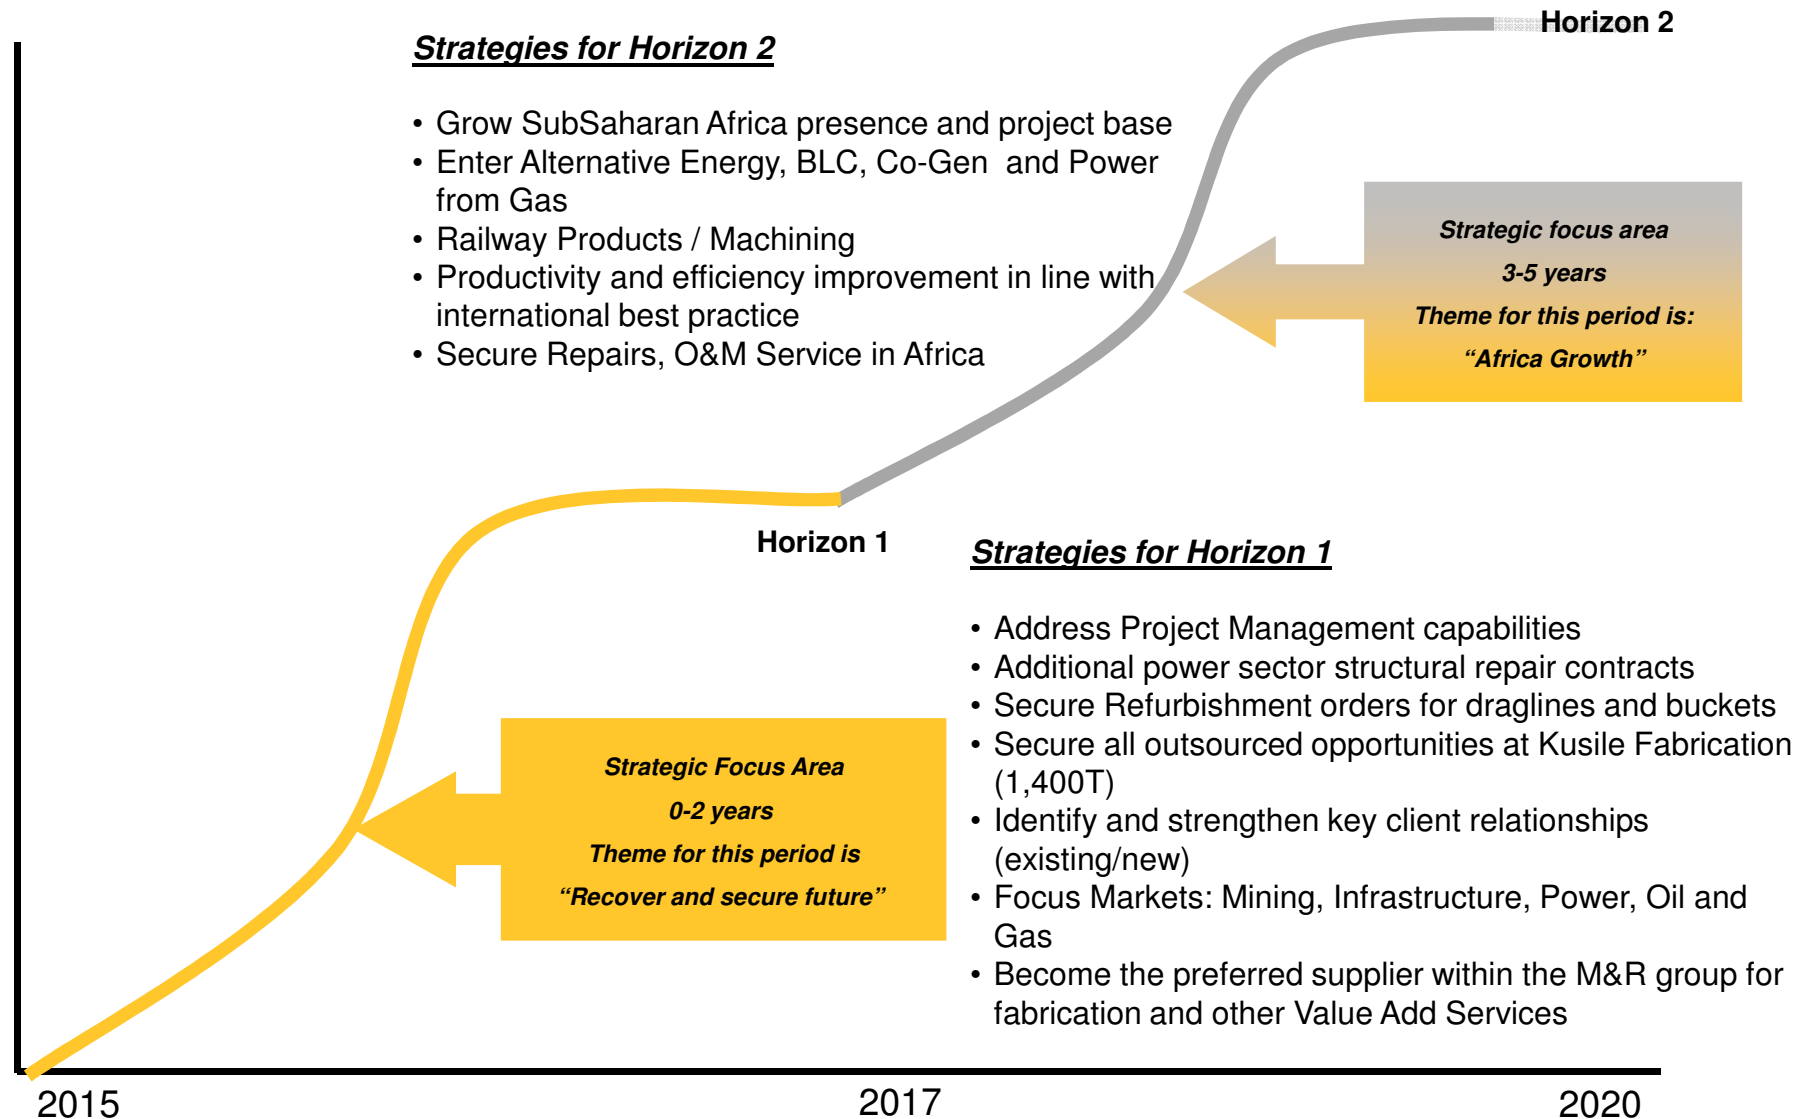 Horizon 2
Strategies for Horizon 2
• Grow SubSaharan Africa presence and project base
• Enter Alternative Energy, BLC, Co-Gen and Power
from Gas
• Railway Products / Machining
• Productivity and efficiency improvement in line with
international best practice
• Secure Repairs, O&M Service in Africa
Strategic focus area
3-5 years
Theme for this period is:
“Africa Growth”
Horizon 1
Strategies for Horizon 1
• Address Project Management capabilities
• Additional power sector structural repair contracts
• Secure Refurbishment orders for draglines and buckets
• Secure all outsourced opportunities at Kusile Fabrication
(1,400T)
• Identify and strengthen key client relationships
(existing/new)
• Focus Markets: Mining, Infrastructure, Power, Oil and
Gas
• Become the preferred supplier within the M&R group for
fabrication and other Value Add Services
Strategic Focus Area
0-2 years
Theme for this period is
“Recover and secure future”
2015
2017
2020